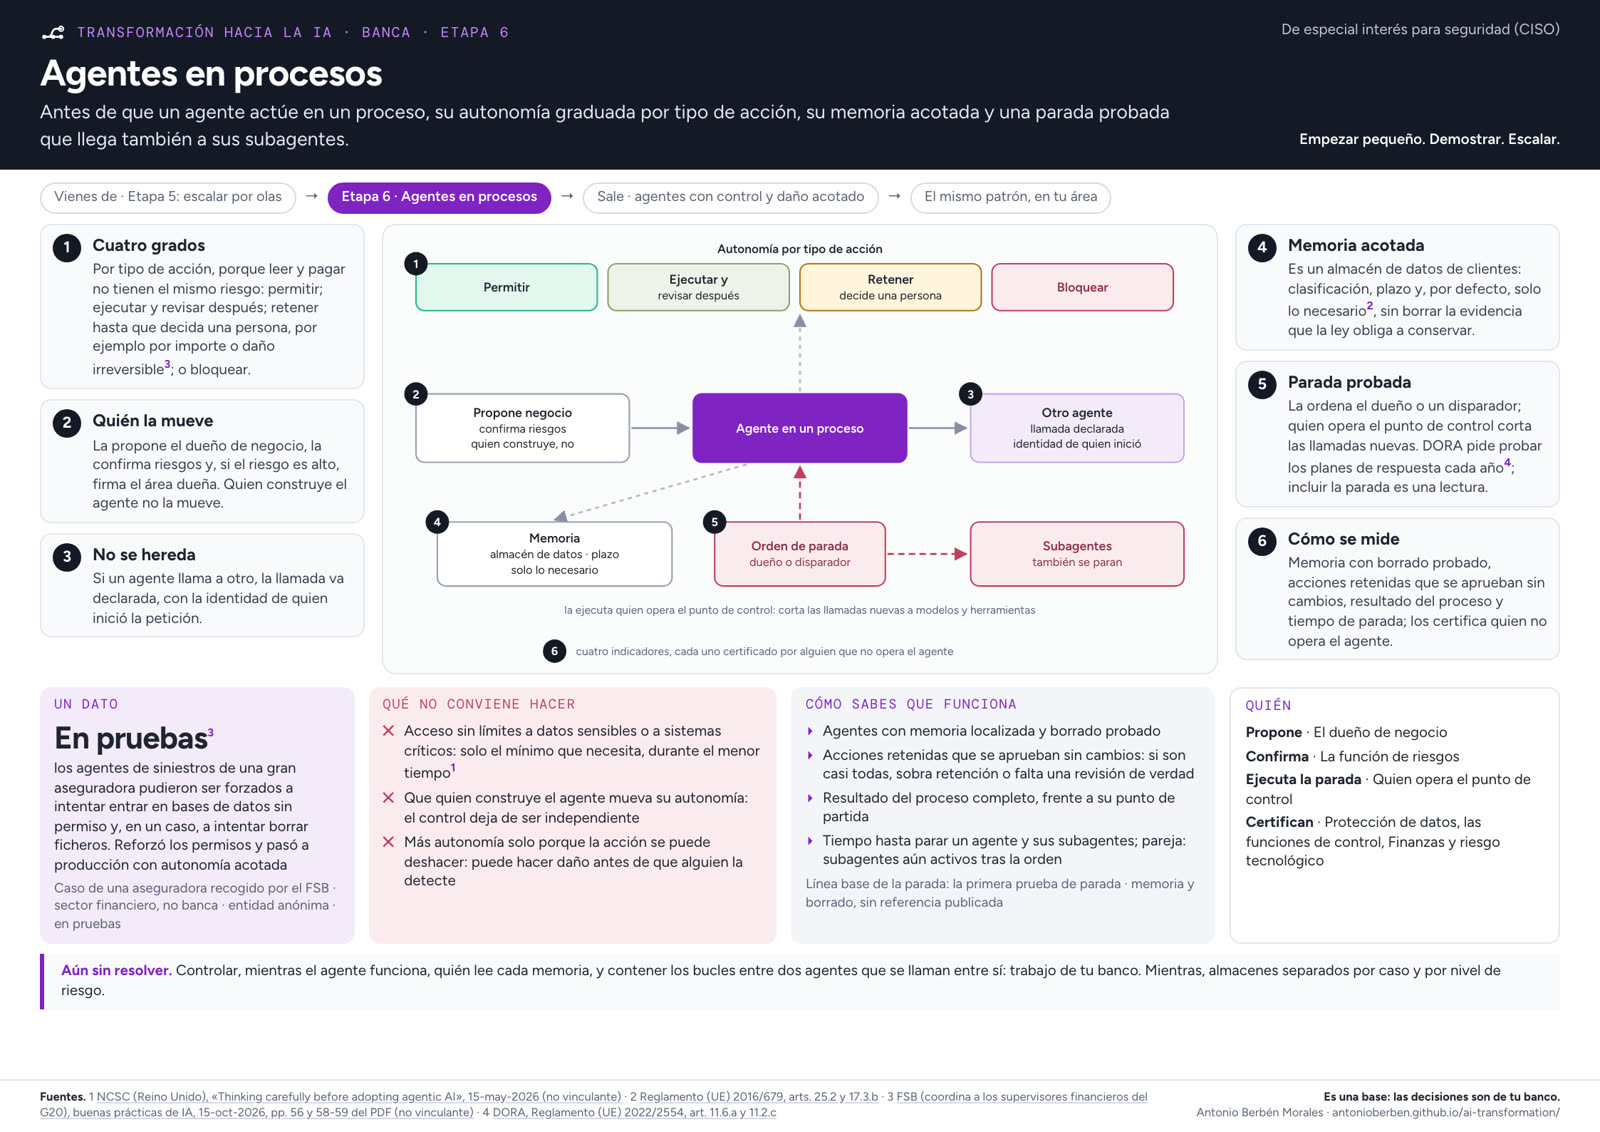 TRANSFORMACIÓN HACIA LA IA · BANCA · ETAPA 6
De especial interés para seguridad (CISO)
Agentes en procesos
Antes de que un agente actúe en un proceso, su autonomía graduada por tipo de acción, su memoria acotada y una parada probada
que llega también a sus subagentes.
Empezar pequeño. Demostrar. Escalar.
Vienes de · Etapa 5: escalar por olas
→
Etapa 6 · Agentes en procesos
→
Sale · agentes con control y daño acotado
→
El mismo patrón, en tu área
1
Cuatro grados
Por tipo de acción, porque leer y pagar
no tienen el mismo riesgo: permitir;
ejecutar y revisar después; retener
hasta que decida una persona, por
ejemplo por importe o daño
irreversible3; o bloquear.
2
Quién la mueve
La propone el dueño de negocio, la
confirma riesgos y, si el riesgo es alto,
firma el área dueña. Quien construye el
agente no la mueve.
3
No se hereda
Si un agente llama a otro, la llamada va
declarada, con la identidad de quien
inició la petición.
Autonomía por tipo de acción
1
Permitir
Ejecutar y
revisar después
Retener
decide una persona
Bloquear
2
Propone negocio
confirma riesgos
quien construye, no
Agente en un proceso
3
Otro agente
llamada declarada
identidad de quien inició
4
Memoria
almacén de datos · plazo
solo lo necesario
5
Orden de parada
dueño o disparador
Subagentes
también se paran
la ejecuta quien opera el punto de control: corta las llamadas nuevas a modelos y herramientas
6
cuatro indicadores, cada uno certificado por alguien que no opera el agente
4
Memoria acotada
Es un almacén de datos de clientes:
clasificación, plazo y, por defecto, solo
lo necesario2, sin borrar la evidencia
que la ley obliga a conservar.
5
Parada probada
La ordena el dueño o un disparador;
quien opera el punto de control corta
las llamadas nuevas. DORA pide probar
los planes de respuesta cada año4;
incluir la parada es una lectura.
6
Cómo se mide
Memoria con borrado probado,
acciones retenidas que se aprueban sin
cambios, resultado del proceso y
tiempo de parada; los certifica quien no
opera el agente.
UN DATO
En pruebas3
los agentes de siniestros de una gran
aseguradora pudieron ser forzados a
intentar entrar en bases de datos sin
permiso y, en un caso, a intentar borrar
ficheros. Reforzó los permisos y pasó a
producción con autonomía acotada
Caso de una aseguradora recogido por el FSB ·
sector financiero, no banca · entidad anónima ·
en pruebas
QUÉ NO CONVIENE HACER
Acceso sin límites a datos sensibles o a sistemas
críticos: solo el mínimo que necesita, durante el menor
tiempo1
Que quien construye el agente mueva su autonomía:
el control deja de ser independiente
Más autonomía solo porque la acción se puede
deshacer: puede hacer daño antes de que alguien la
detecte
CÓMO SABES QUE FUNCIONA
Agentes con memoria localizada y borrado probado
Acciones retenidas que se aprueban sin cambios: si son
casi todas, sobra retención o falta una revisión de verdad
Resultado del proceso completo, frente a su punto de
partida
Tiempo hasta parar un agente y sus subagentes; pareja:
subagentes aún activos tras la orden
Línea base de la parada: la primera prueba de parada · memoria y
borrado, sin referencia publicada
QUIÉN
Propone · El dueño de negocio
Confirma · La función de riesgos
Ejecuta la parada · Quien opera el punto de
control
Certifican · Protección de datos, las
funciones de control, Finanzas y riesgo
tecnológico
Aún sin resolver. Controlar, mientras el agente funciona, quién lee cada memoria, y contener los bucles entre dos agentes que se llaman entre sí: trabajo de tu banco. Mientras, almacenes separados por caso y por nivel de
riesgo.
Fuentes. 1 NCSC (Reino Unido), «Thinking carefully before adopting agentic AI», 15-may-2026 (no vinculante) · 2 Reglamento (UE) 2016/679, arts. 25.2 y 17.3.b · 3 FSB (coordina a los supervisores financieros del
G20), buenas prácticas de IA, 15-oct-2026, pp. 56 y 58-59 del PDF (no vinculante) · 4 DORA, Reglamento (UE) 2022/2554, art. 11.6.a y 11.2.c
Es una base: las decisiones son de tu banco.
Antonio Berbén Morales · antonioberben.github.io/ai-transformation/